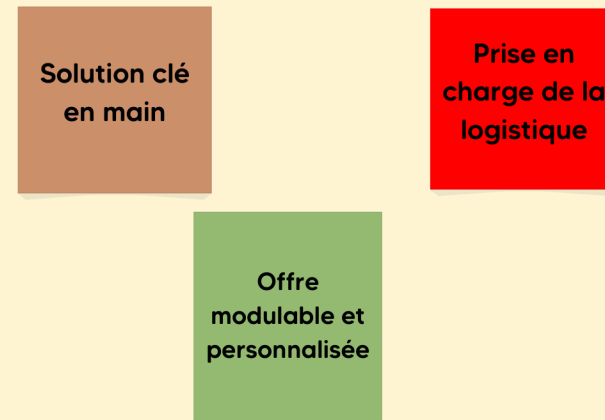 Solution clé
en main
Prise en
charge de la
logistique
Offre
modulable et
personnalisée